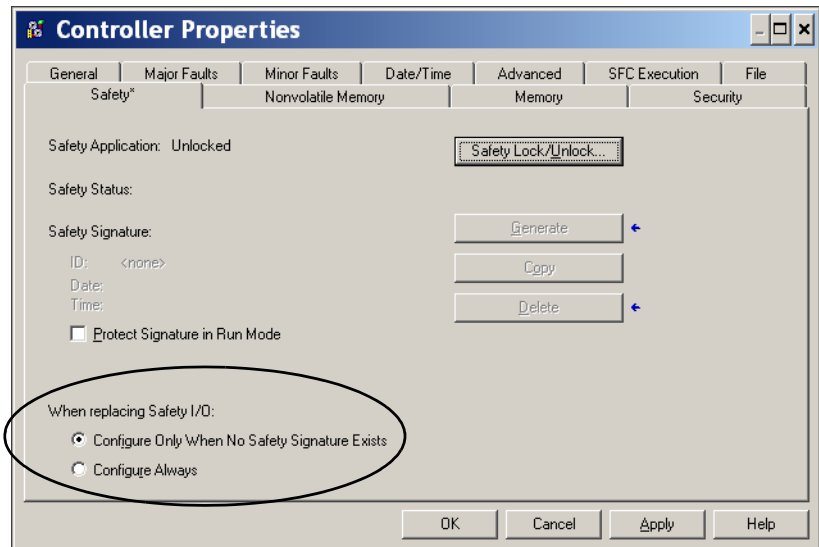 Controller Properties
General Major Faults Minor Faults Date/Time Advanced SFC Execution File
Safety* Nonvolatile Memory Memory Security
Safety Application: Unlocked Safety Lock/Unlock...
Safety Status:
Safety Signature: Generate
ID: <none> Copy
Date:
Time: Delete
Protect Signature in Run Mode
When replacing Safety I/O:
Configure Only When No Safety Signature Exists
Configure Always
OK Cancel Apply Help